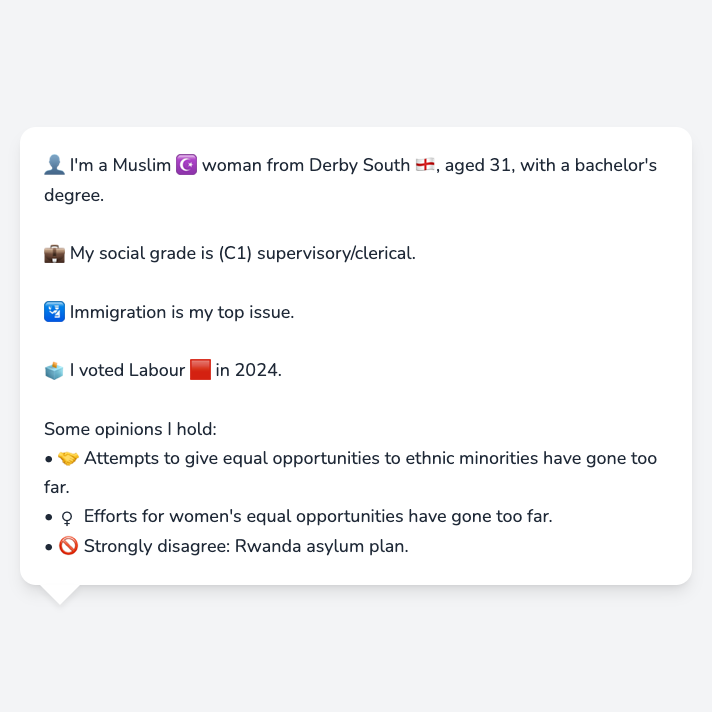 👤 I'm a Muslim ☪️ woman from Derby South 🏴󠁧󠁢󠁥󠁮󠁧󠁿, aged 31, with a bachelor's
degree.
💼 My social grade is (C1) supervisory/clerical.
🛂 Immigration is my top issue.
🗳️ I voted Labour 🟥 in 2024.
Some opinions I hold:
• 🤝 Attempts to give equal opportunities to ethnic minorities have gone too
far.
• ♀ Efforts for women's equal opportunities have gone too far.
• 🚫 Strongly disagree: Rwanda asylum plan.